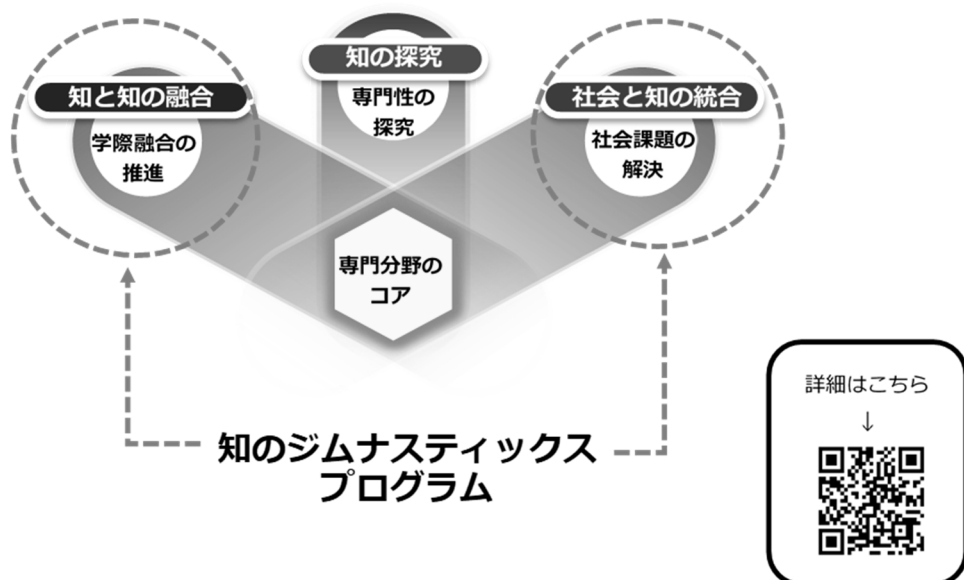 知の探究
専門性の
探究
知と知の融合
学際融合の
推進
社会と知の統合
社会課題の
解決
専門分野の
コア
知のジムナスティックス
プログラム
詳細はこちら
↓